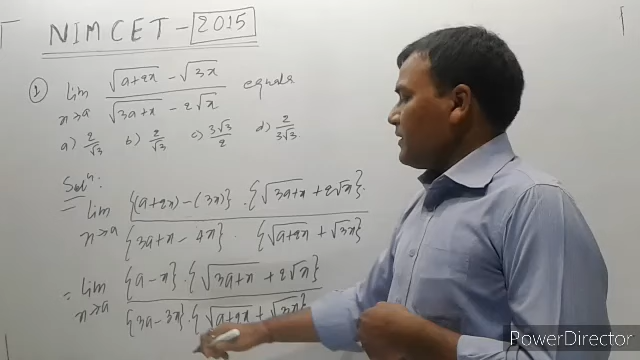 NIMCET - 2015
① lim x→a (√(a+2x) - √(3x)) / (√(3a+x) - 2√x) equals
a) 2/√3 b) 2/√3 c) 3√3/2 d) 2/3√3.
Solⁿ:
= lim x→a {(a+2x) - (3x)} . {√(3a+x) + 2√x} . / {3a+x - 4x} . {√(a+2x) + √(3x)}
= lim x→a {a-x} . {√(3a+x) + 2√x} / {3a-3x} . {√(a+2x) + √(3x)}
PowerDirector